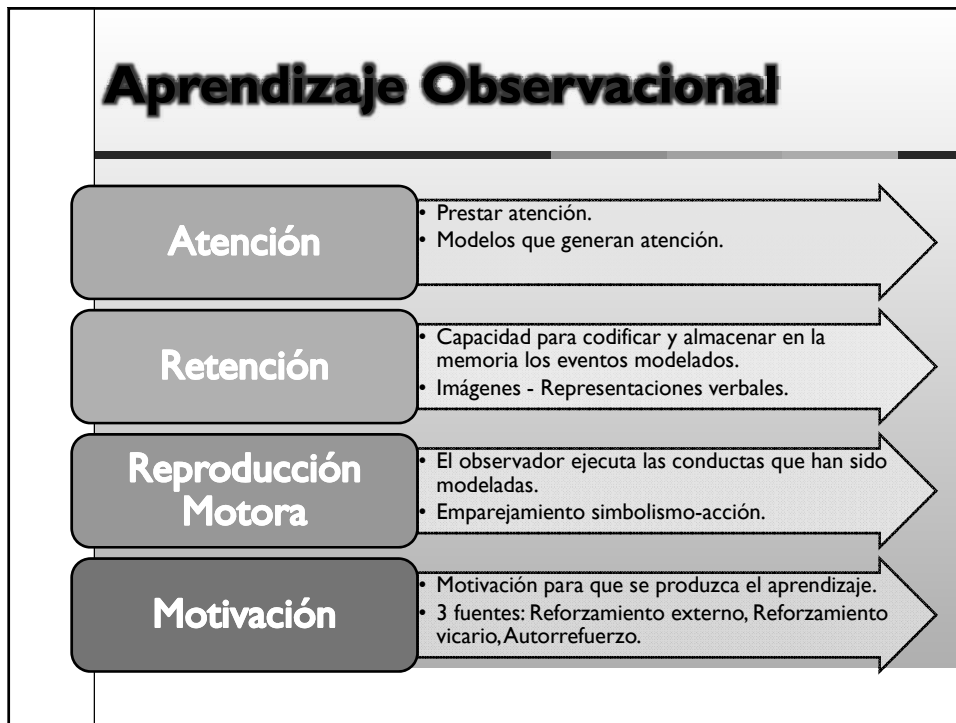 Aprendizaje Observacional
Atención
• Prestar atención.
• Modelos que generan atención.
Retención
• Capacidad para codificar y almacenar en la
memoria los eventos modelados.
• Imágenes - Representaciones verbales.
Reproducción
Motora
• El observador ejecuta las conductas que han sido
modeladas.
• Emparejamiento simbolismo-acción.
Motivación
• Motivación para que se produzca el aprendizaje.
• 3 fuentes: Reforzamiento externo, Reforzamiento
vicario, Autorrefuerzo.